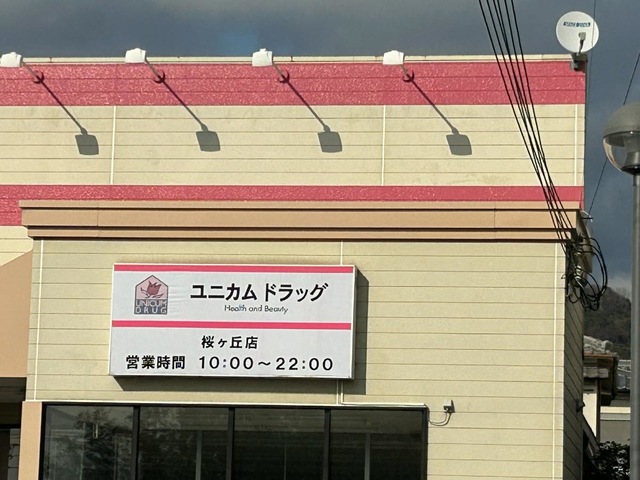 UNICUM
DRUG
ユニカム ドラッグ
Health and Beauty
桜ヶ丘店
営業時間 10:00～22:00